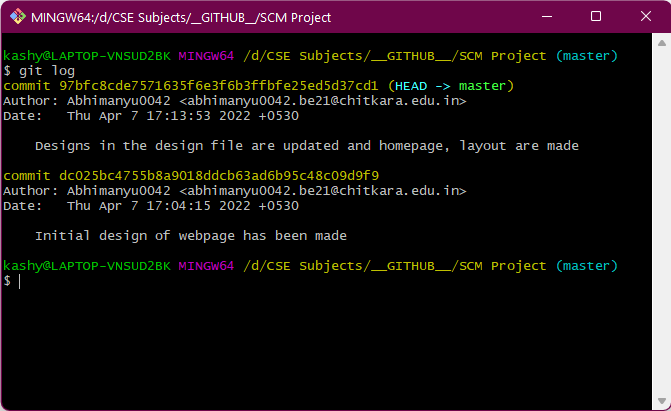 MINGW64:/d/CSE Subjects/__GITHUB__/SCM Project
kashy@LAPTOP-VNSUD2BK MINGW64 /d/CSE Subjects/__GITHUB__/SCM Project (master)
$ git log
commit 97bfc8cde7571635f6e3f6b3ffbfe25ed5d37cd1 (HEAD -> master)
Author: Abhimanyu0042 <abhimanyu0042.be21@chitkara.edu.in>
Date:   Thu Apr 7 17:13:53 2022 +0530
    Designs in the design file are updated and homepage, layout are made
commit dc025bc4755b8a9018ddcb63ad6b95c48c09d9f9
Author: Abhimanyu0042 <abhimanyu0042.be21@chitkara.edu.in>
Date:   Thu Apr 7 17:04:15 2022 +0530
    Initial design of webpage has been made
kashy@LAPTOP-VNSUD2BK MINGW64 /d/CSE Subjects/__GITHUB__/SCM Project (master)
$